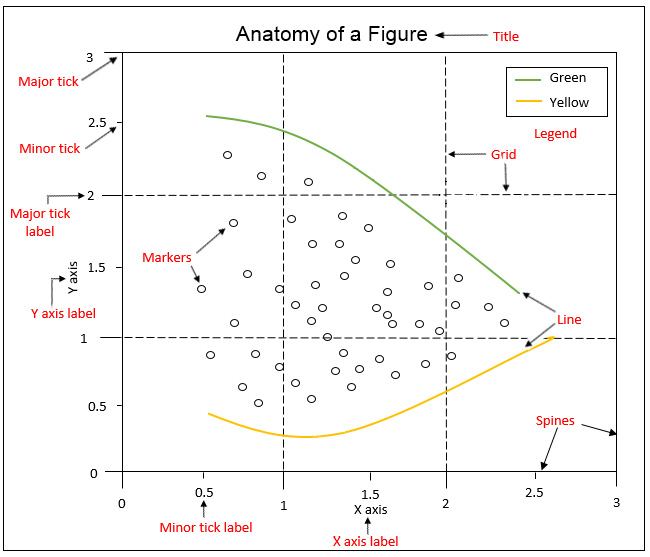 Anatomy of a Figure
Title
3
Major tick
Green
Yellow
2.5
Minor tick
Legend
Grid
2
Major tick
label
Markers
1.5
Y axis
Y axis label
Line
1
0.5
Spines
0
0
0.5
1
1.5
2
2.5
3
X axis
Minor tick label
X axis label